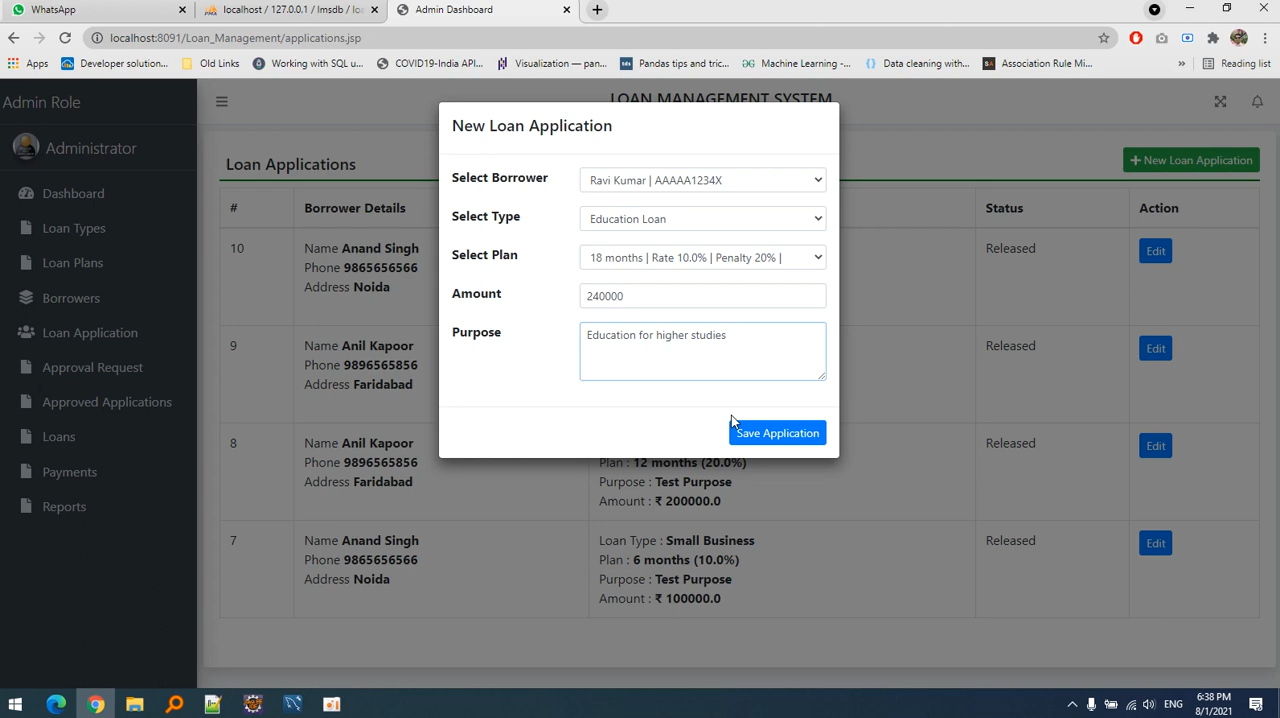 WhatsApp
localhost / 127.0.0.1 / lmsdb / lo
Admin Dashboard
localhost:8091/Loan_Management/applications.jsp
Apps
Developer solution...
Old Links
Working with SQL u...
COVID19-India API...
Visualization — pan...
Pandas tips and tric...
Machine Learning -...
Data cleaning with...
Association Rule Mi...
»
Reading list
Admin Role
LOAN MANAGEMENT SYSTEM
Administrator
Dashboard
Loan Types
Loan Plans
Borrowers
Loan Application
Approval Request
Approved Applications
Loans
Payments
Reports
Loan Applications
+ New Loan Application
# Borrower Details Status Action
10
Name Anand Singh
Phone 9865656566
Address Noida
Released
Edit
9
Name Anil Kapoor
Phone 9896565856
Address Faridabad
Released
Edit
8
Name Anil Kapoor
Phone 9896565856
Address Faridabad
Plan : 12 months (20.0%)
Purpose : Test Purpose
Amount : ₹ 200000.0
Released
Edit
7
Name Anand Singh
Phone 9865656566
Address Noida
Loan Type : Small Business
Plan : 6 months (10.0%)
Purpose : Test Purpose
Amount : ₹ 100000.0
Released
Edit
New Loan Application
Select Borrower
Ravi Kumar | AAAAA1234X
Select Type
Education Loan
Select Plan
18 months | Rate 10.0% | Penalty 20% |
Amount
240000
Purpose
Education for higher studies
Save Application
ENG
6:38 PM
8/1/2021